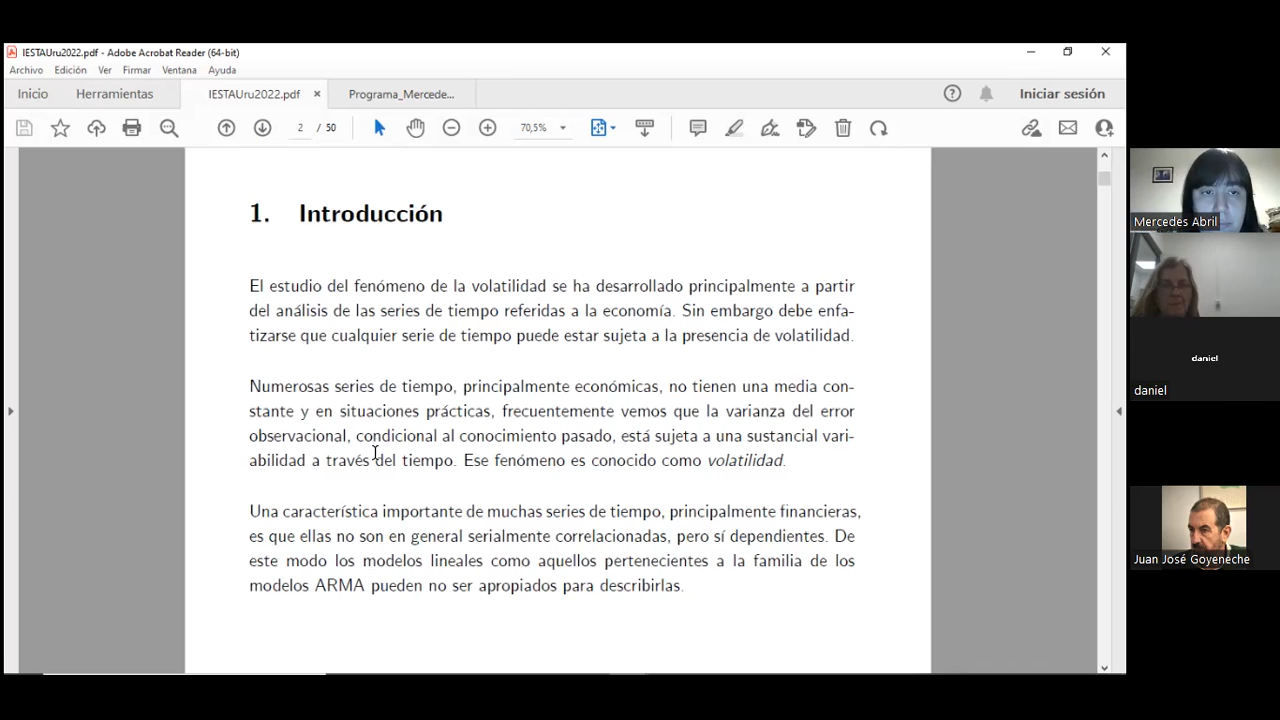 IESTAUru2022.pdf - Adobe Acrobat Reader (64-bit)
Archivo Edición Ver Firmar Ventana Ayuda
Inicio Herramientas IESTAUru2022.pdf × Programa_Mercede... Iniciar sesión
2 / 50 70,5%
1. Introducción
El estudio del fenómeno de la volatilidad se ha desarrollado principalmente a partir
del análisis de las series de tiempo referidas a la economía. Sin embargo debe enfa-
tizarse que cualquier serie de tiempo puede estar sujeta a la presencia de volatilidad.
Numerosas series de tiempo, principalmente económicas, no tienen una media con-
stante y en situaciones prácticas, frecuentemente vemos que la varianza del error
observacional, condicional al conocimiento pasado, está sujeta a una sustancial vari-
abilidad a través del tiempo. Ese fenómeno es conocido como volatilidad.
Una característica importante de muchas series de tiempo, principalmente financieras,
es que ellas no son en general serialmente correlacionadas, pero sí dependientes. De
este modo los modelos lineales como aquellos pertenecientes a la familia de los
modelos ARMA pueden no ser apropiados para describirlas.
Mercedes Abril
daniel
daniel
Juan José Goyeneche